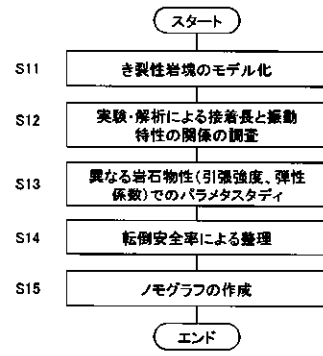 スタート
S11
き裂性岩塊のモデル化
S12
実験・解析による接着長と振動
特性の関係の調査
S13
異なる岩石物性(引張強度、弾性
係数)でのパラメタスタディ
S14
転倒安全率による整理
S15
ノモグラフの作成
エンド